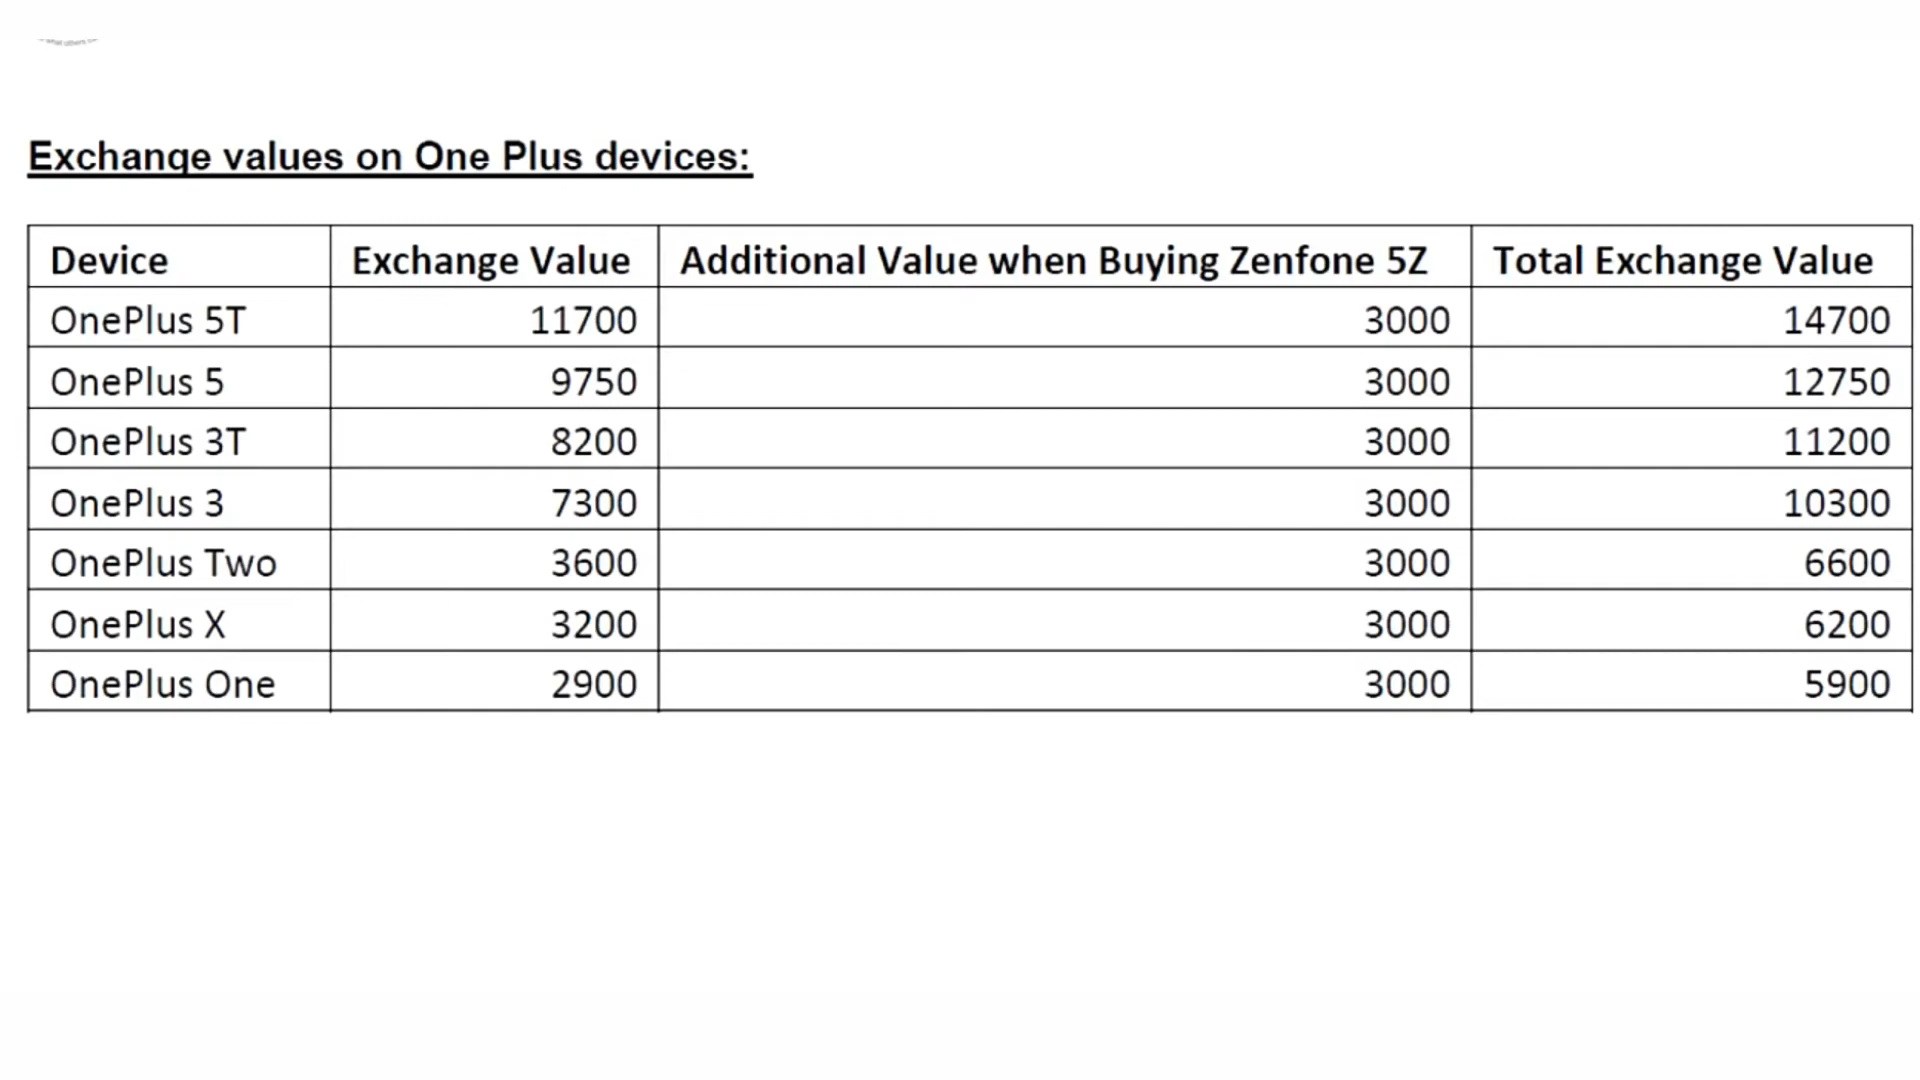 what others
Exchange values on One Plus devices:
Device Exchange Value Additional Value when Buying Zenfone 5Z Total Exchange Value
OnePlus 5T 11700 3000 14700
OnePlus 5 9750 3000 12750
OnePlus 3T 8200 3000 11200
OnePlus 3 7300 3000 10300
OnePlus Two 3600 3000 6600
OnePlus X 3200 3000 6200
OnePlus One 2900 3000 5900